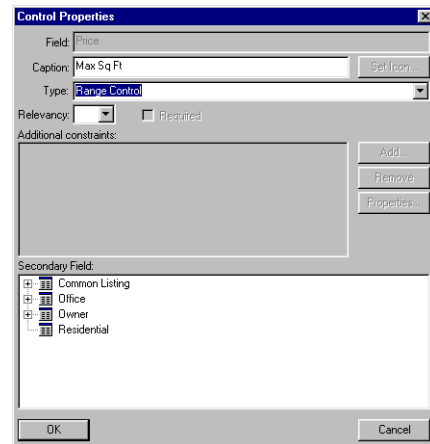 Control Properties
Field: Price
Caption: Max Sq Ft Set Icon...
Type: Range Control
Relevancy: Required
Additional constraints:
Add...
Remove
Properties...
Secondary Field:
Common Listing
Office
Owner
Residential
OK Cancel